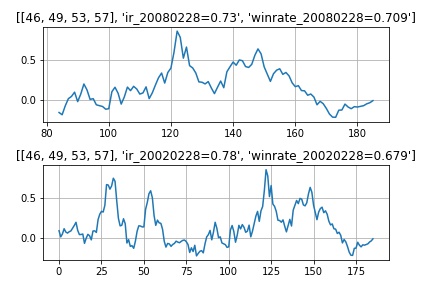 [[46, 49, 53, 57], 'ir_20080228=0.73', 'winrate_20080228=0.709']
0.5
0.0
80 100 120 140 160 180
[[46, 49, 53, 57], 'ir_20020228=0.78', 'winrate_20020228=0.679']
0.5
0.0
0 25 50 75 100 125 150 175